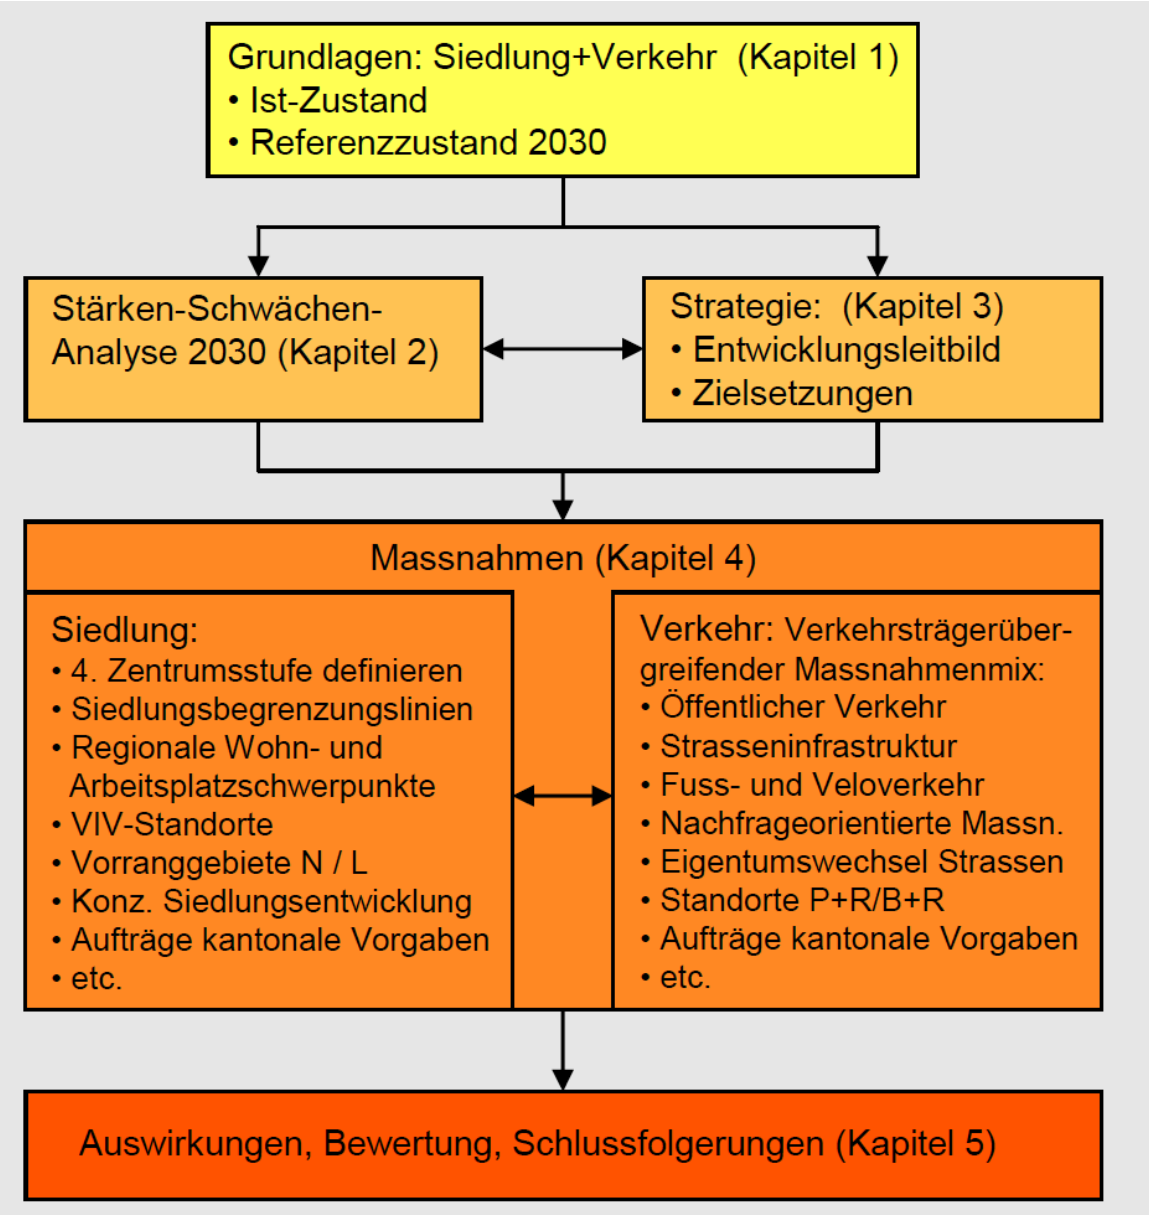 Grundlagen: Siedlung+Verkehr (Kapitel 1)
• Ist-Zustand
• Referenzzustand 2030
Stärken-Schwächen-
Analyse 2030 (Kapitel 2)
Strategie: (Kapitel 3)
• Entwicklungsleitbild
• Zielsetzungen
Massnahmen (Kapitel 4)
Siedlung:
• 4. Zentrumsstufe definieren
• Siedlungsbegrenzungslinien
• Regionale Wohn- und
Arbeitsplatzschwerpunkte
• VIV-Standorte
• Vorranggebiete N / L
• Konz. Siedlungsentwicklung
• Aufträge kantonale Vorgaben
• etc.
Verkehr: Verkehrsträgerüber-
greifender Massnahmenmix:
• Öffentlicher Verkehr
• Strasseninfrastruktur
• Fuss- und Veloverkehr
• Nachfrageorientierte Massn.
• Eigentumswechsel Strassen
• Standorte P+R/B+R
• Aufträge kantonale Vorgaben
• etc.
Auswirkungen, Bewertung, Schlussfolgerungen (Kapitel 5)